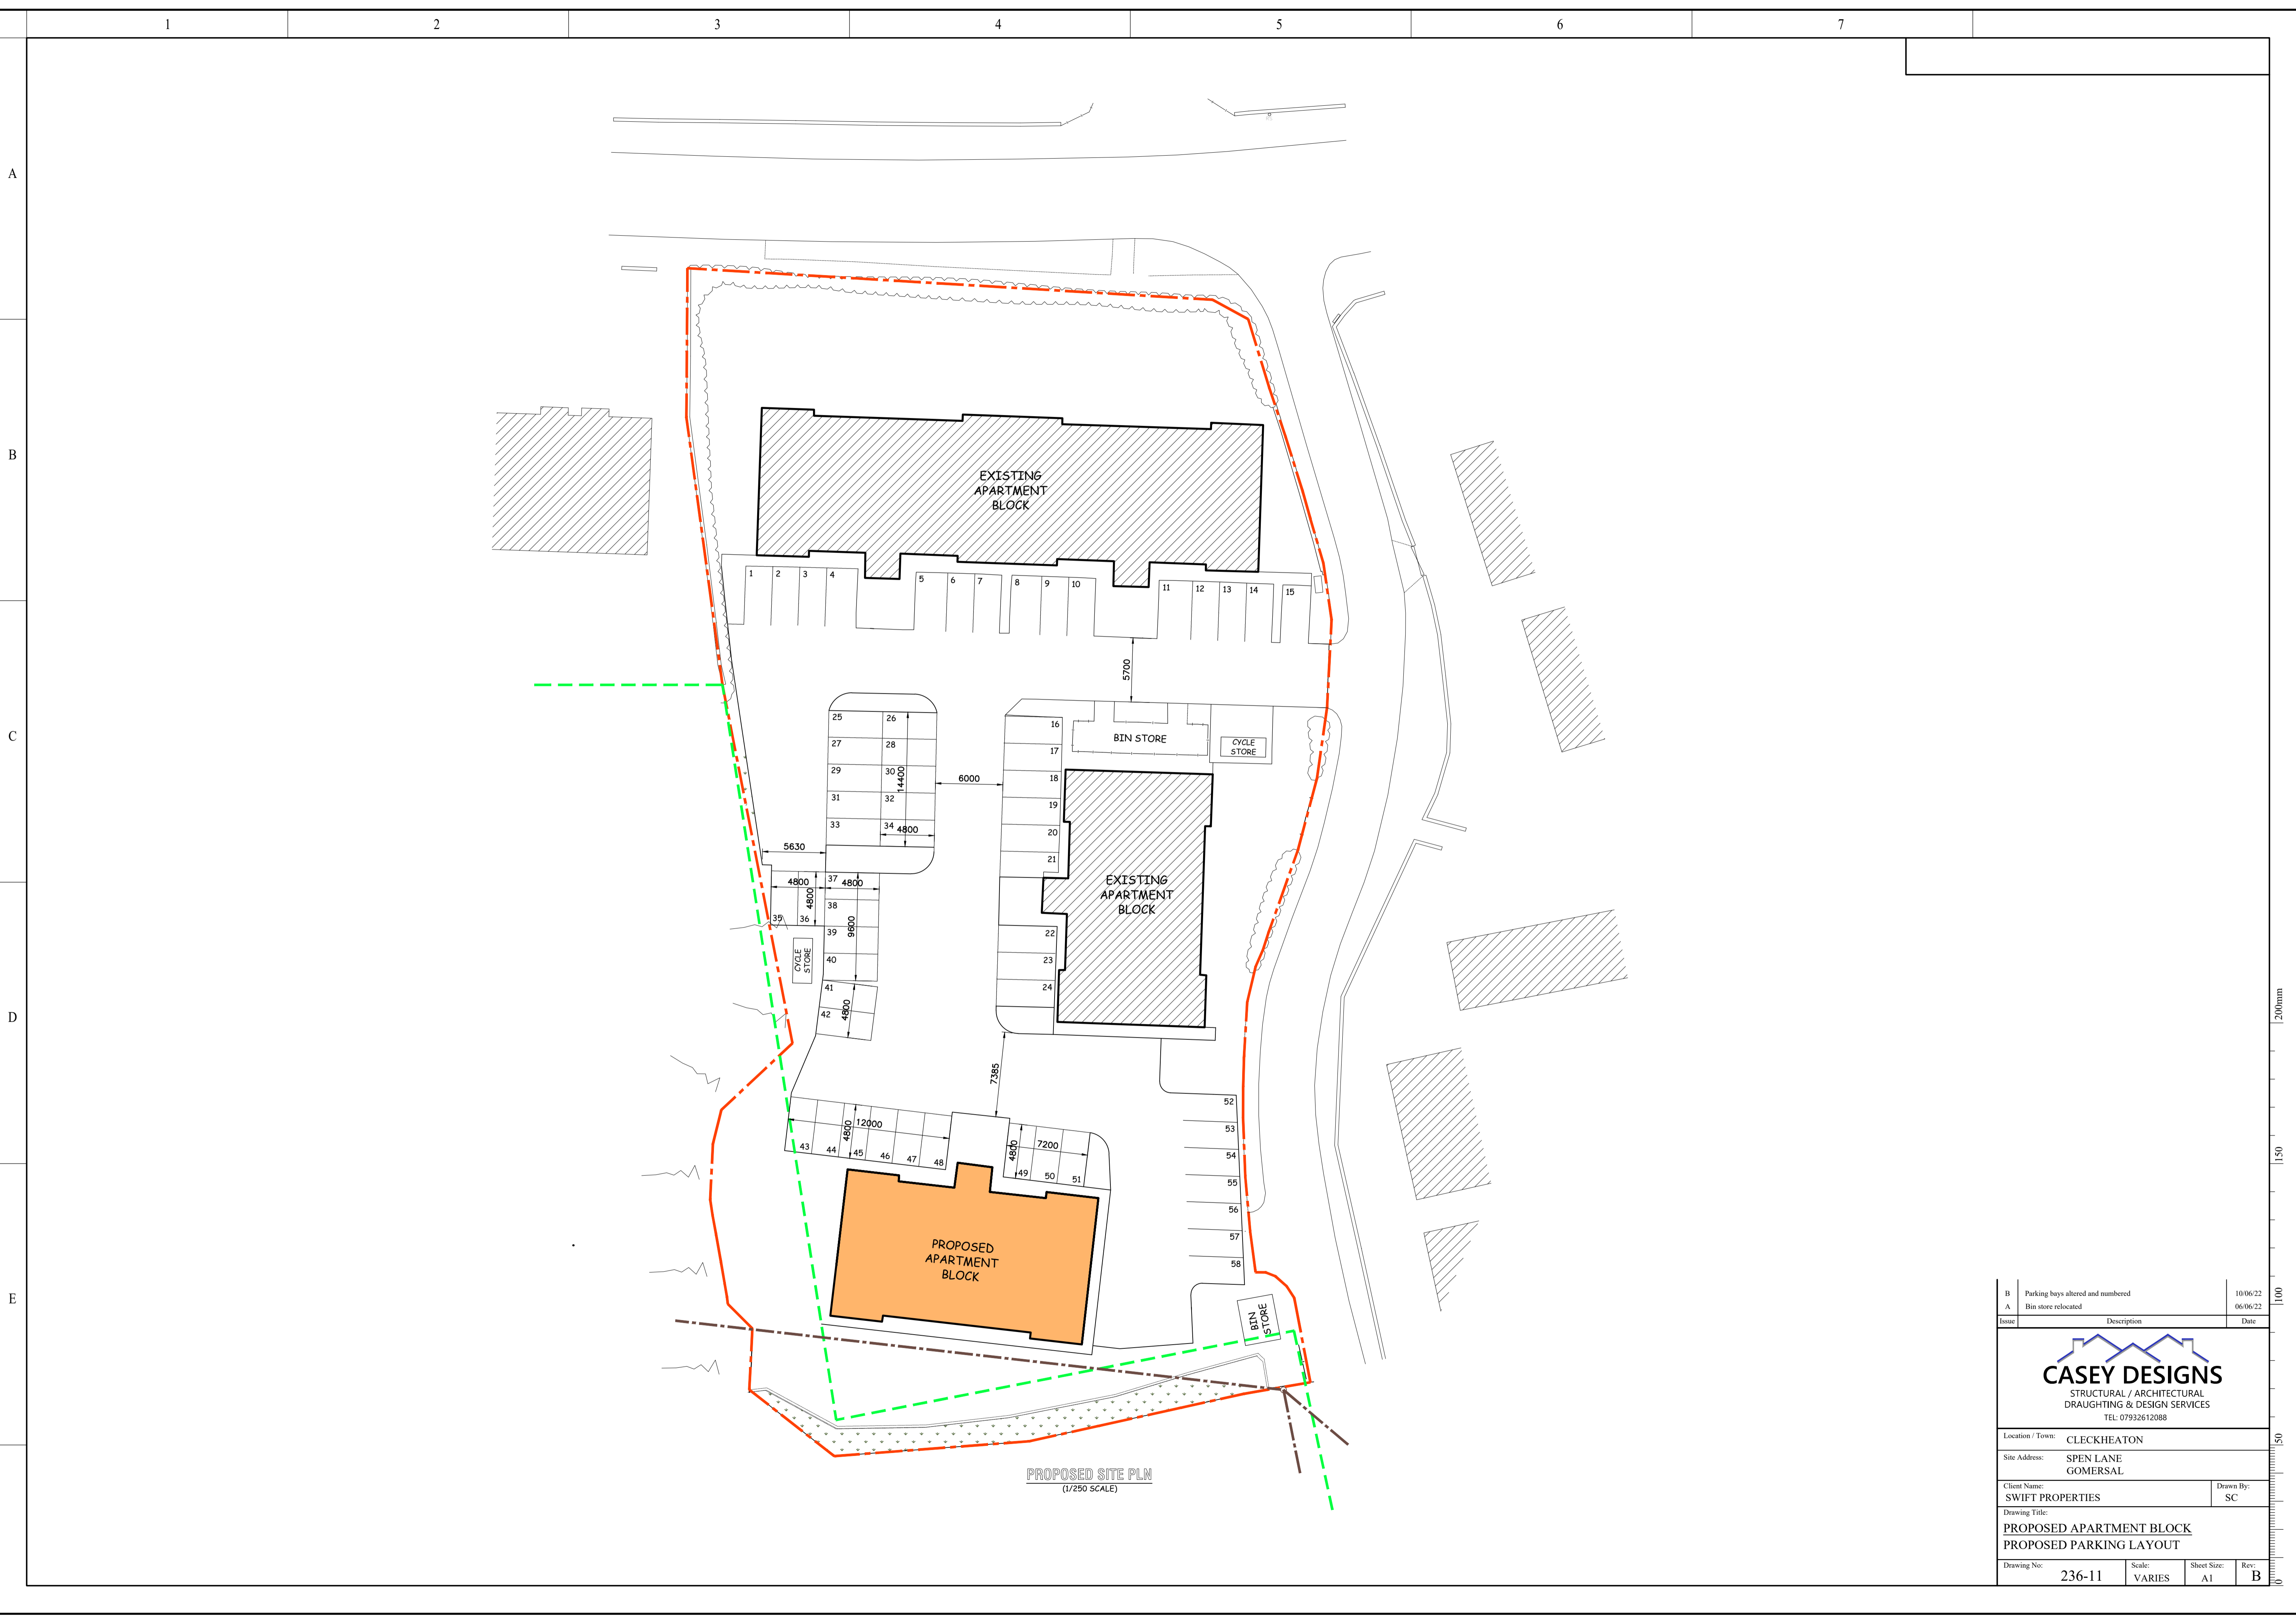 1 2 3 4 5 6 7
A
B
C
D
E
EXISTING
APARTMENT
BLOCK
1 2 3 4 5 6 7 8 9 10 11 12 13 14 15
5700
25 26
27 28
29 30
31 32
33 34
14400
4800
6000
5630
16
17
18
19
20
21
22
23
24
BIN STORE
CYCLE
STORE
EXISTING
APARTMENT
BLOCK
4800
4800
4800
35 36
37
38
39
40
9600
CYCLE
STORE
41
42
4800
7385
12000
4800
43 44 45 46 47 48
7200
4800
49 50 51
52
53
54
55
56
57
58
PROPOSED
APARTMENT
BLOCK
BIN
STORE
PROPOSED SITE PLN
(1/250 SCALE)
B Parking bays altered and numbered 10/06/22
A Bin store relocated 06/06/22
Issue Description Date
CASEY DESIGNS
STRUCTURAL / ARCHITECTURAL
DRAUGHTING & DESIGN SERVICES
TEL: 07932612088
Location / Town: CLECKHEATON
Site Address: SPEN LANE
GOMERSAL
Client Name: Drawn By:
SWIFT PROPERTIES SC
Drawing Title:
PROPOSED APARTMENT BLOCK
PROPOSED PARKING LAYOUT
Drawing No: Scale: Sheet Size: Rev:
236-11 VARIES A1 B
200mm
150
100
50
0